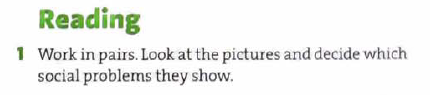 Reading
1 Work in pairs. Look at the pictures and decide which
social problems they show.